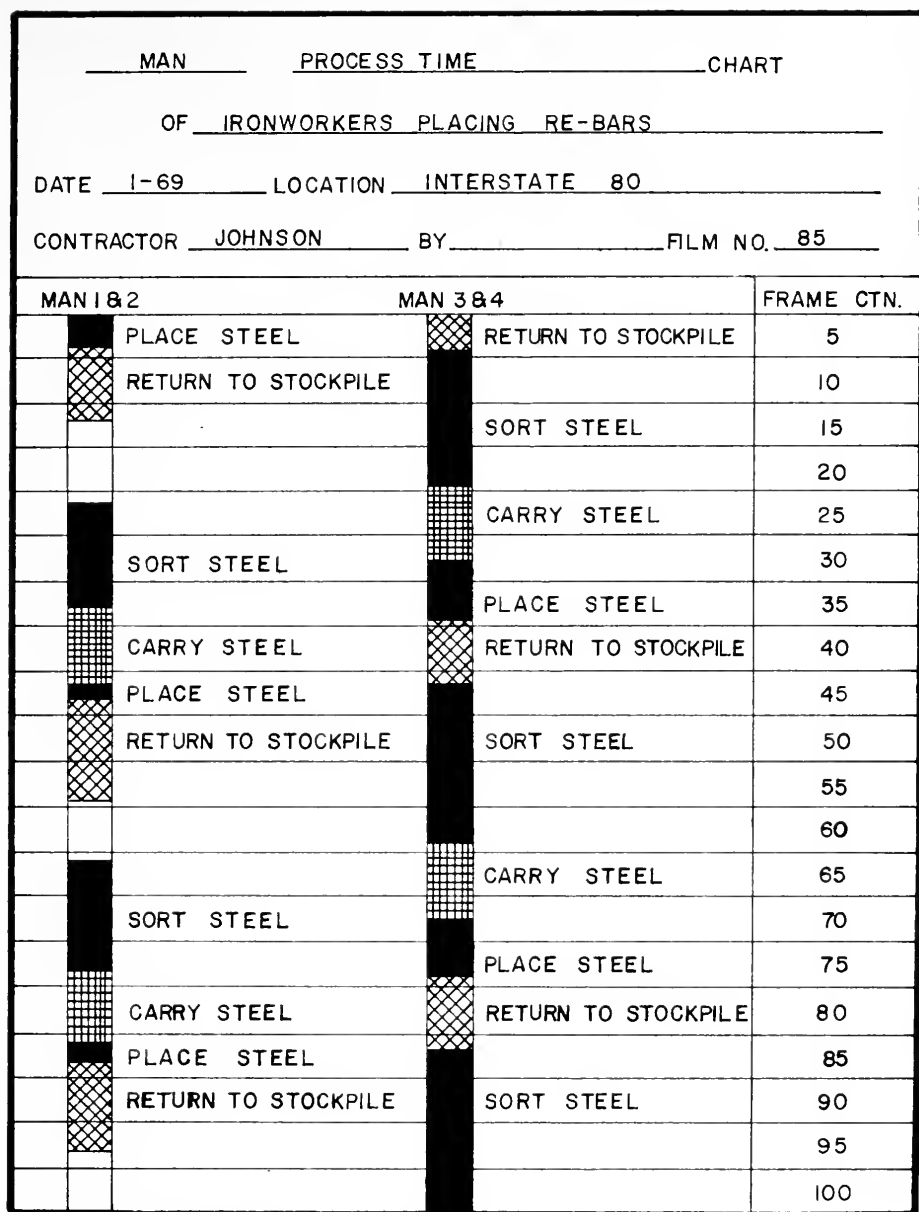 MAN PROCESS TIME CHART
OF IRONWORKERS PLACING RE-BARS
DATE 1-69 LOCATION INTERSTATE 80
CONTRACTOR JOHNSON BY FILM NO. 85
MAN 1 & 2 MAN 3 & 4 FRAME CTN.
PLACE STEEL RETURN TO STOCKPILE 5
RETURN TO STOCKPILE 10
SORT STEEL 15
20
CARRY STEEL 25
SORT STEEL 30
PLACE STEEL 35
CARRY STEEL RETURN TO STOCKPILE 40
PLACE STEEL 45
RETURN TO STOCKPILE SORT STEEL 50
55
60
CARRY STEEL 65
SORT STEEL 70
PLACE STEEL 75
CARRY STEEL RETURN TO STOCKPILE 80
PLACE STEEL 85
RETURN TO STOCKPILE SORT STEEL 90
95
100